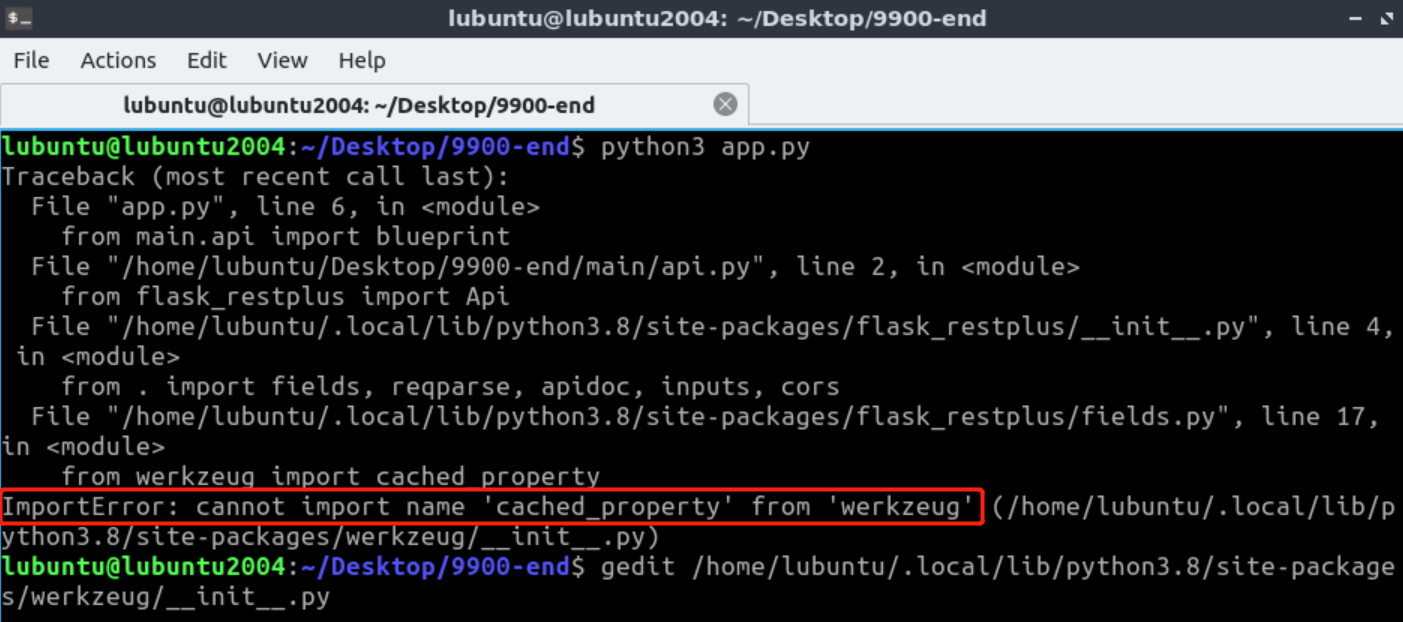 lubuntu@lubuntu2004: ~/Desktop/9900-end
File Actions Edit View Help
lubuntu@lubuntu2004: ~/Desktop/9900-end
lubuntu@lubuntu2004:~/Desktop/9900-end$ python3 app.py
Traceback (most recent call last):
  File "app.py", line 6, in <module>
    from main.api import blueprint
  File "/home/lubuntu/Desktop/9900-end/main/api.py", line 2, in <module>
    from flask_restplus import Api
  File "/home/lubuntu/.local/lib/python3.8/site-packages/flask_restplus/__init__.py", line 4,
 in <module>
    from . import fields, reqparse, apidoc, inputs, cors
  File "/home/lubuntu/.local/lib/python3.8/site-packages/flask_restplus/fields.py", line 17,
in <module>
    from werkzeug import cached_property
ImportError: cannot import name 'cached_property' from 'werkzeug' (/home/lubuntu/.local/lib/p
ython3.8/site-packages/werkzeug/__init__.py)
lubuntu@lubuntu2004:~/Desktop/9900-end$ gedit /home/lubuntu/.local/lib/python3.8/site-package
s/werkzeug/__init__.py